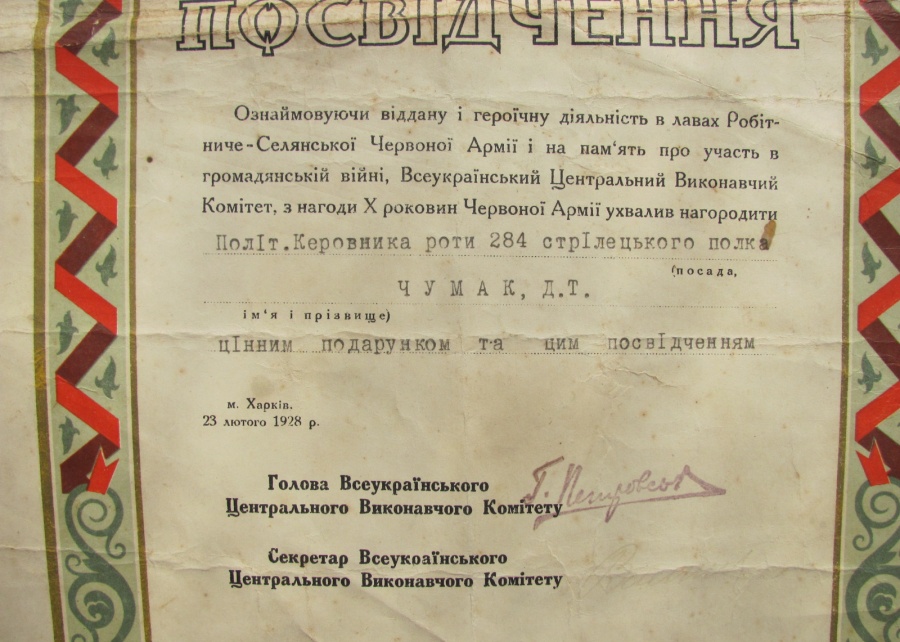 ПОСВІДЧЕННЯ
Ознаймовуючи віддану і героїчну діяльність в лавах Робіт-
ниче-Селянської Червоної Армії і на пам‘ять про участь в
громадянській війні, Всеукраїнський Центральний Виконавчий
Комітет, з нагоди X роковин Червоної Армії ухвалив нагородити
Політ.Керовника роти 284 стрілецького полка
(посада,
ЧУМАК, Д.Т.
ім‘я і прізвище)
цінним подарунком та цим посвідченням
м. Харків,
23 лютого 1928 р.
Голова Всеукраїнського
Центрального Виконавчого Комітету
Г. Петровський
Секретар Всеукраїнського
Центрального Виконавчого Комітету